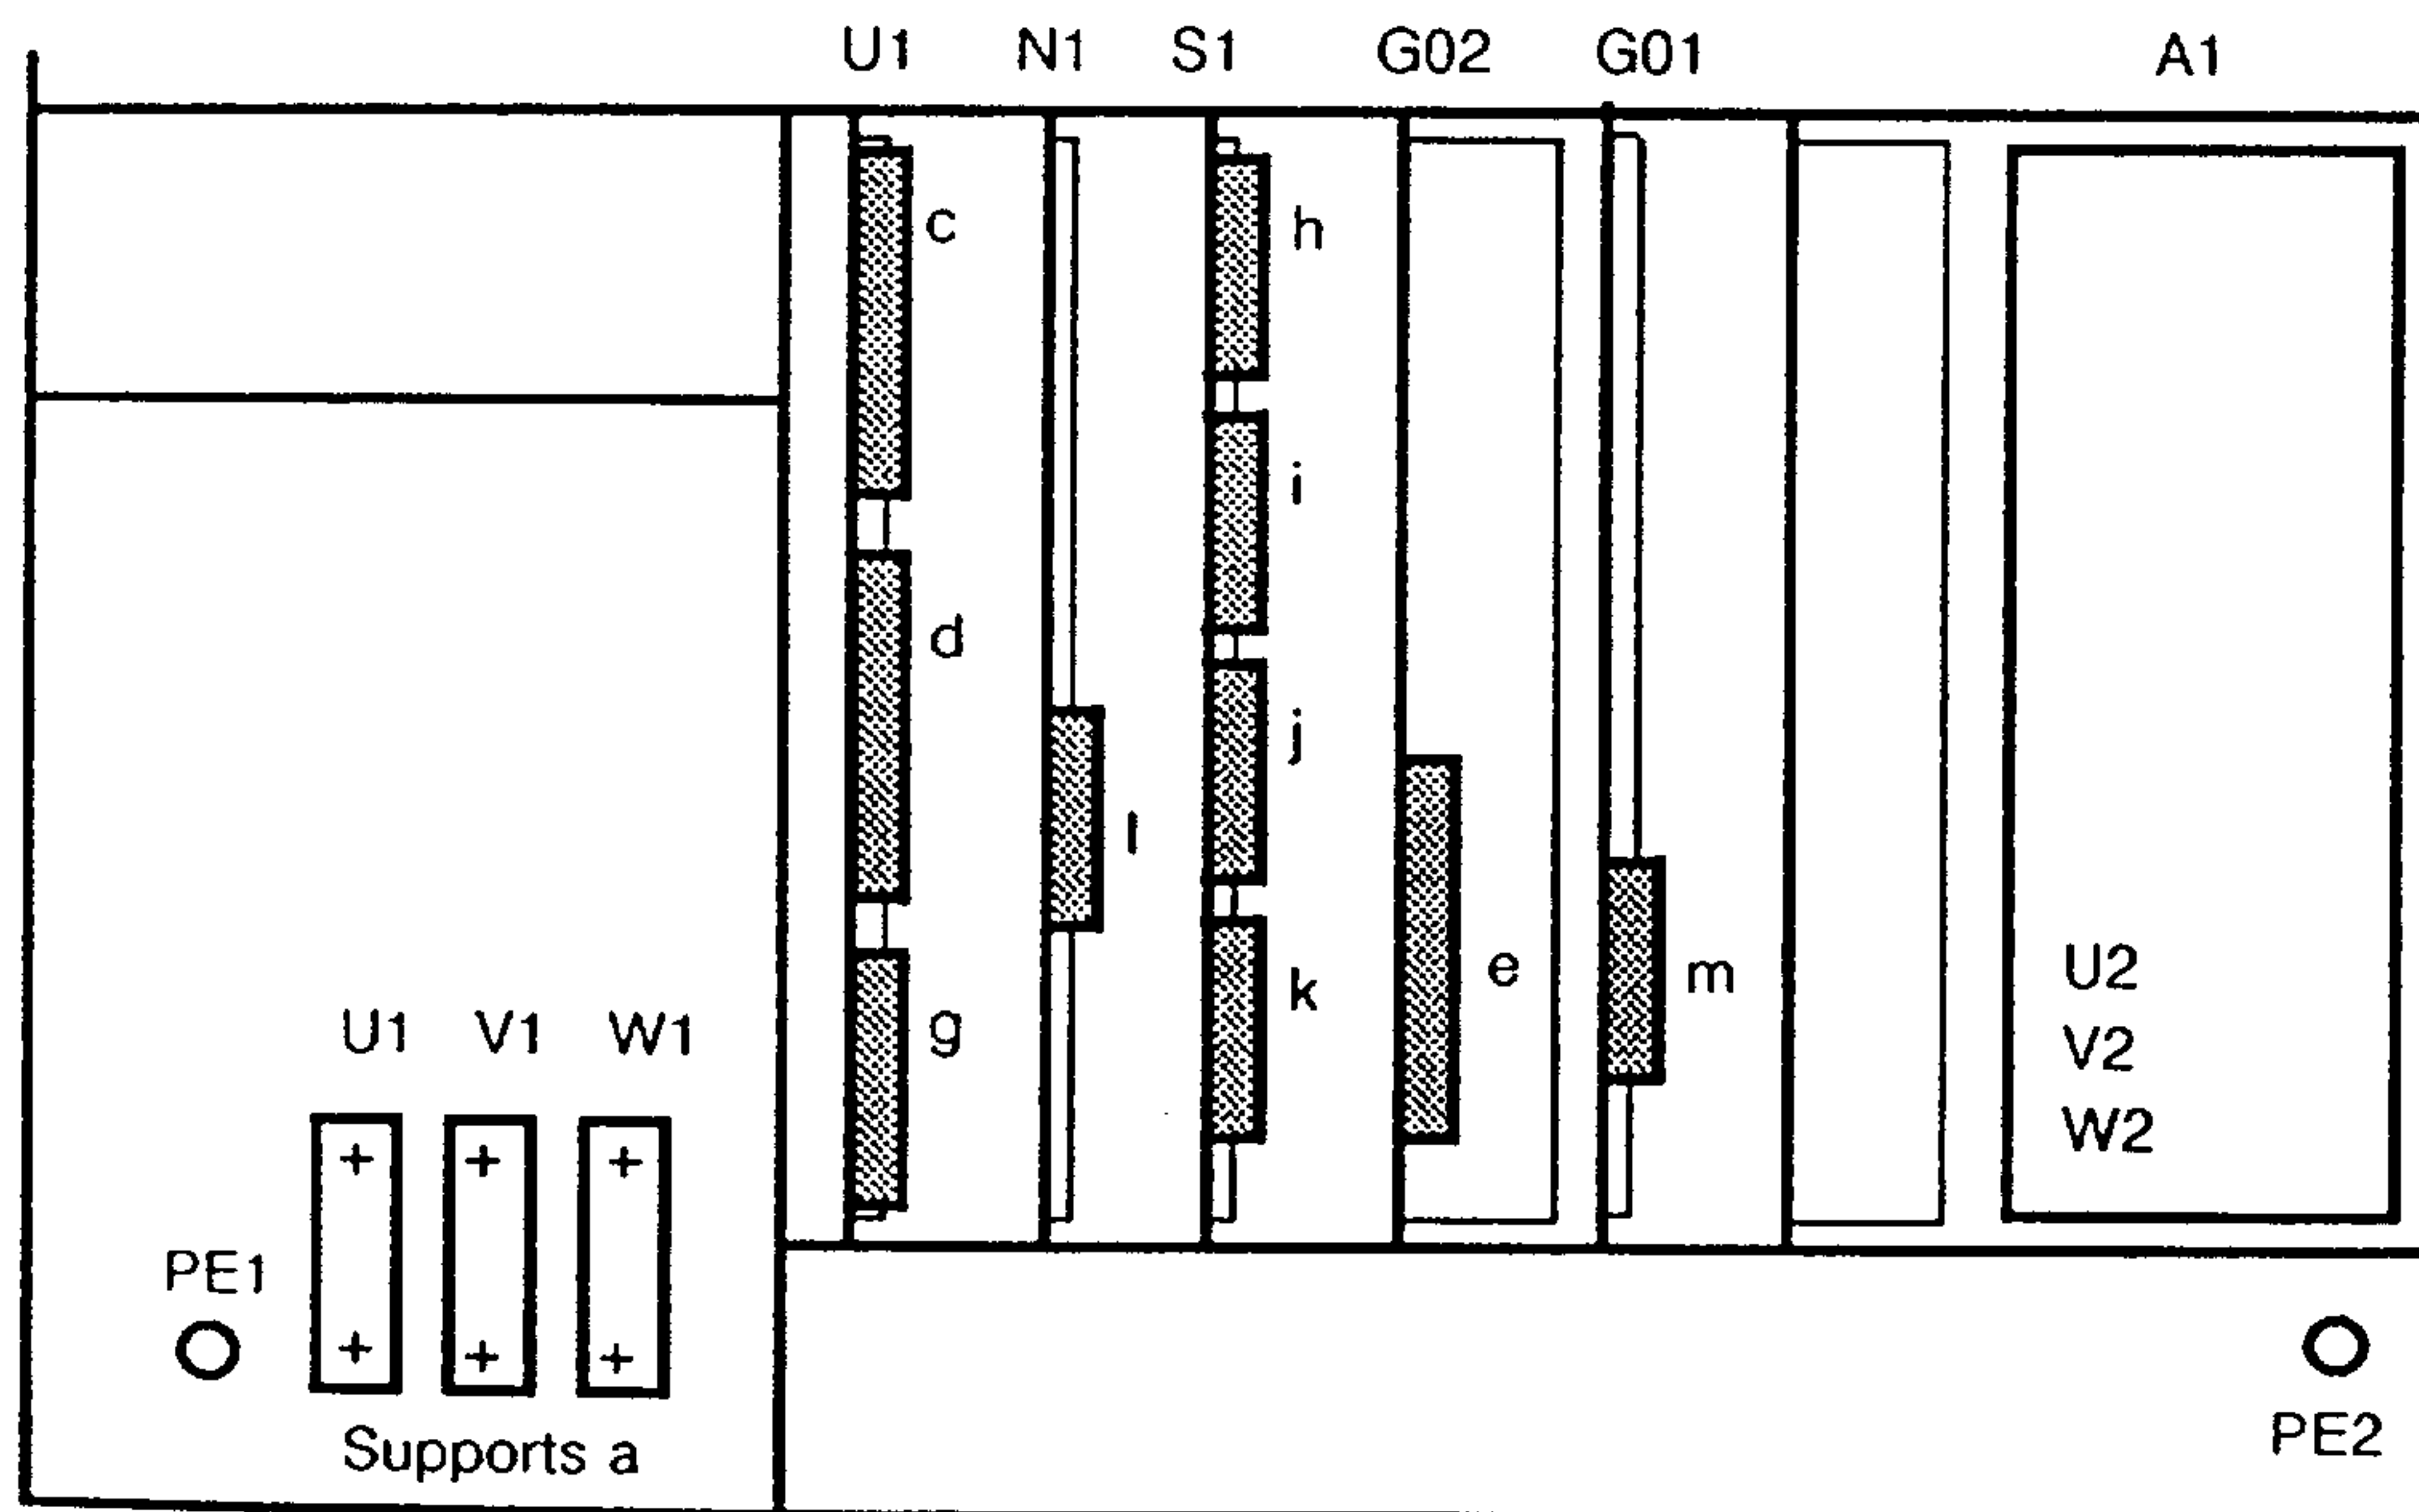 U1 N1 S1 G02 G01 A1
c
h
i
d
j
l
e
m
k
g
U2
V2
W2
U1 V1 W1
PE1
Supports a
PE2